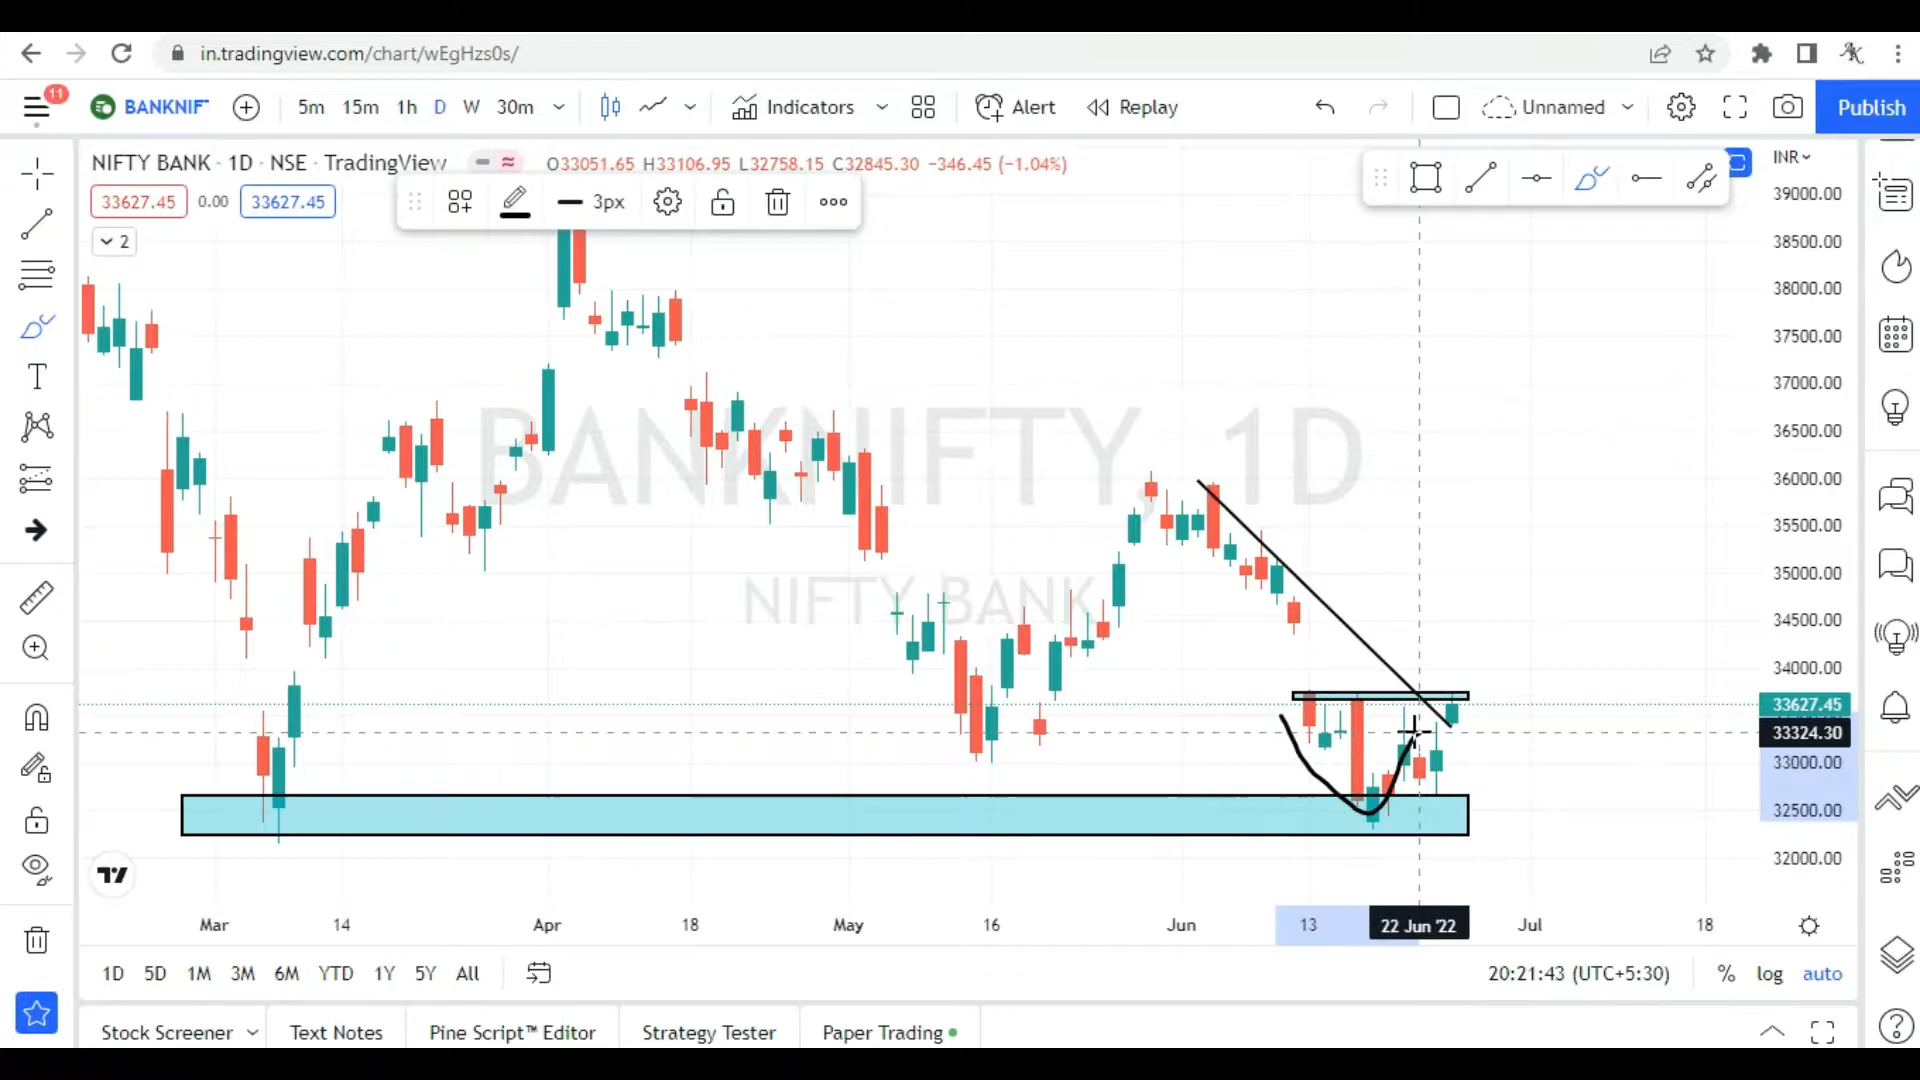 in.tradingview.com/chart/wEgHzs0s/
11
BANKNIF
5m 15m 1h D W 30m
Indicators
Alert
Replay
Unnamed
Publish
NIFTY BANK · 1D · NSE · TradingView
O33051.65 H33106.95 L32758.15 C32845.30 −346.45 (−1.04%)
INR
33627.45 0.00 33627.45
3px
2
39000.00
38500.00
38000.00
37500.00
37000.00
36500.00
36000.00
35500.00
35000.00
34500.00
34000.00
33627.45
33324.30
33000.00
32500.00
32000.00
BANKNIFTY, 1D
NIFTY BANK
Mar 14 Apr 18 May 16 Jun 13 22 Jun '22 Jul 18
1D 5D 1M 3M 6M YTD 1Y 5Y All
20:21:43 (UTC+5:30)
% log auto
Stock Screener Text Notes Pine Script™ Editor Strategy Tester Paper Trading